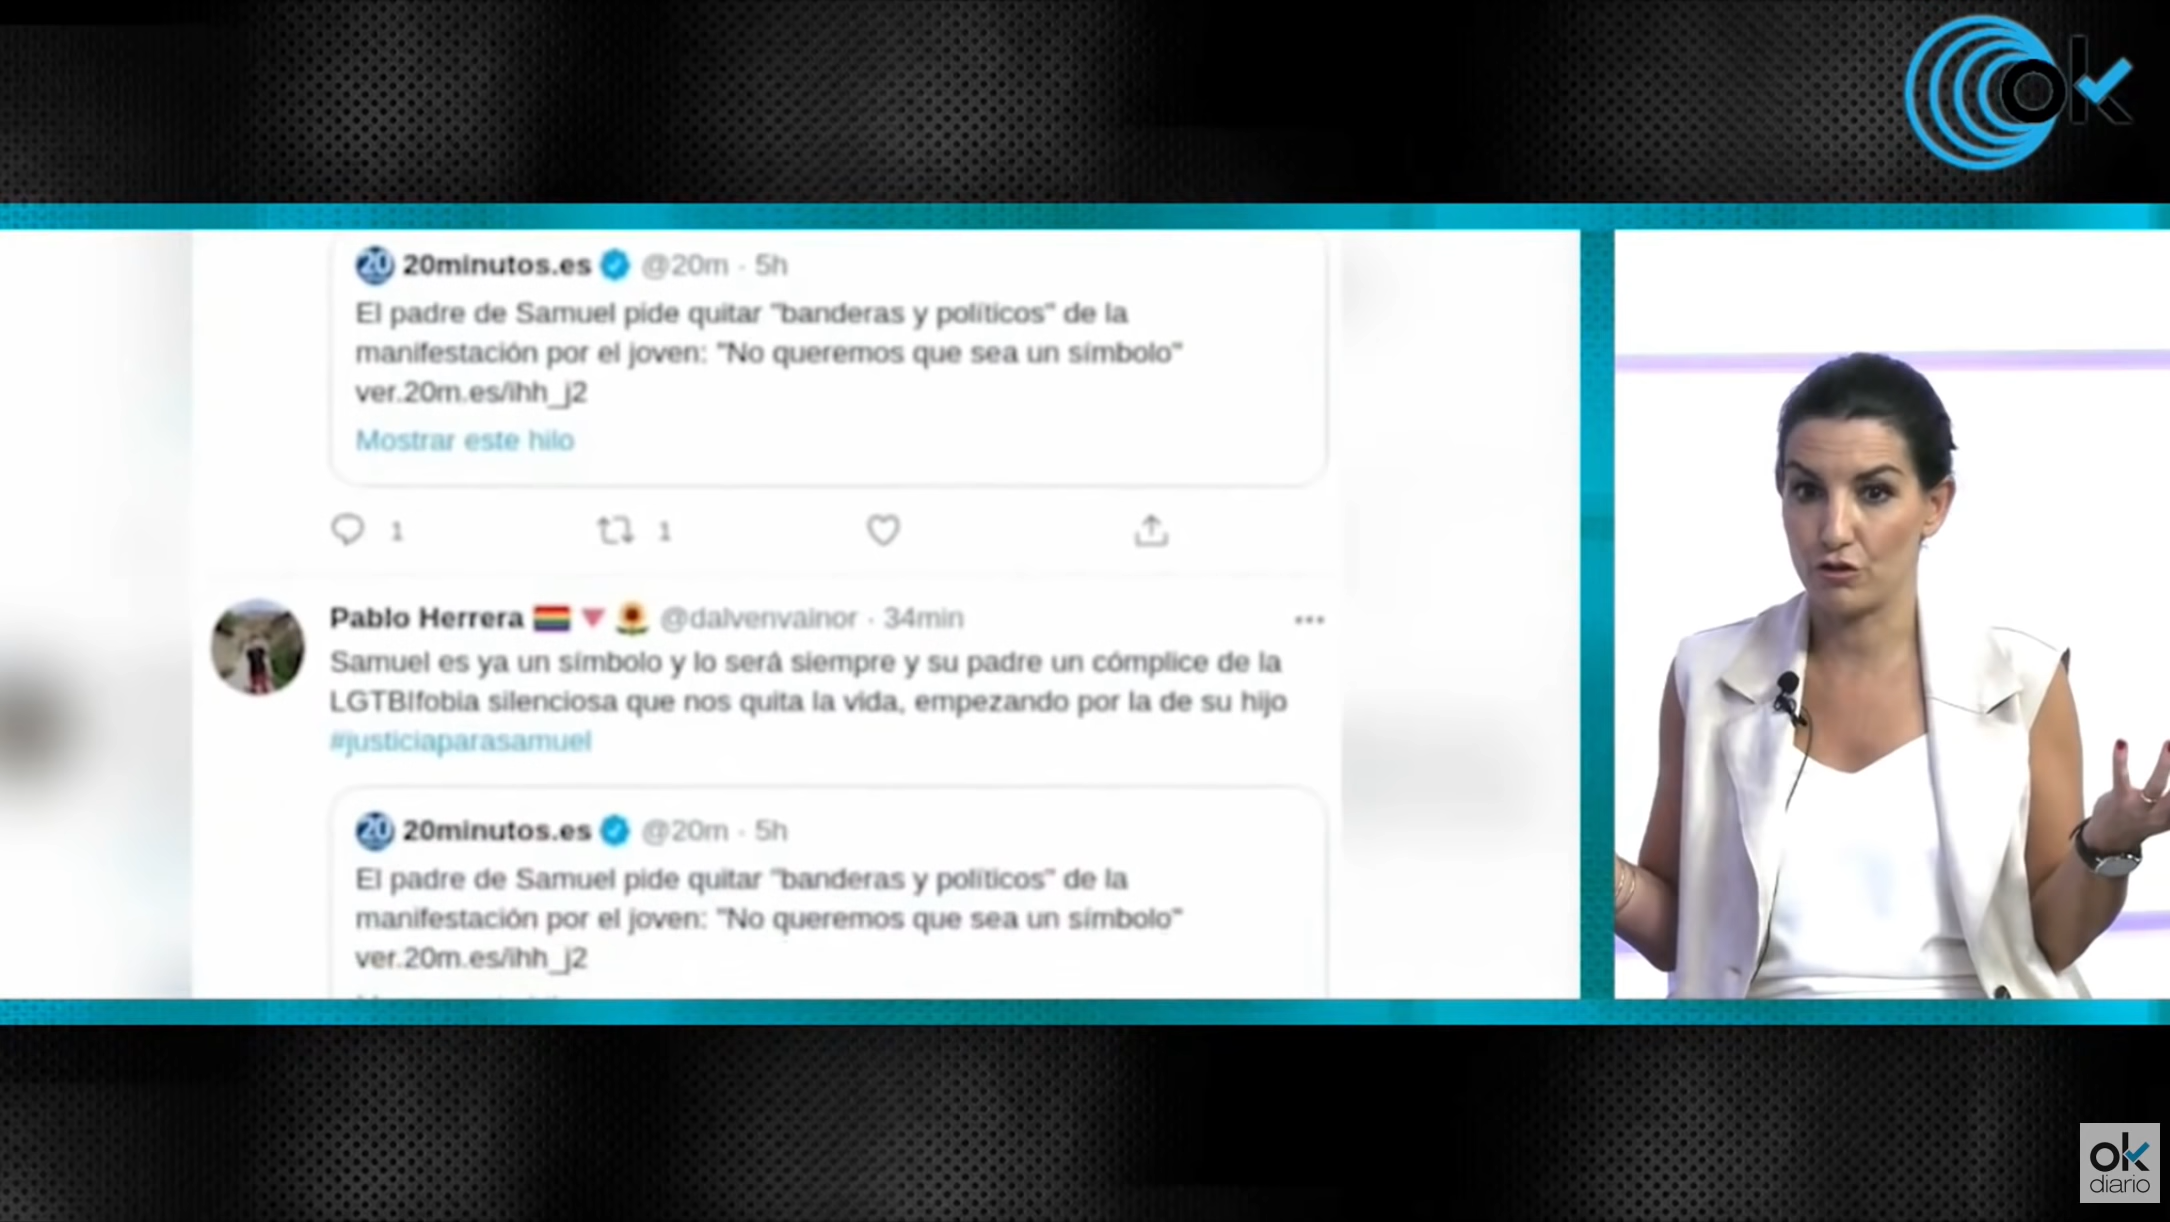 ok
20minutos.es @20m · 5h
El padre de Samuel pide quitar "banderas y políticos" de la
manifestación por el joven: "No queremos que sea un símbolo"
ver.20m.es/ihh_j2
Mostrar este hilo
1 1
Pablo Herrera @dalvenvalnor · 34min
Samuel es ya un símbolo y lo será siempre y su padre un cómplice de la
LGTBIfobia silenciosa que nos quita la vida, empezando por la de su hijo
#justiciaparasamuel
20minutos.es @20m · 5h
El padre de Samuel pide quitar "banderas y políticos" de la
manifestación por el joven: "No queremos que sea un símbolo"
ver.20m.es/ihh_j2
ok
diario